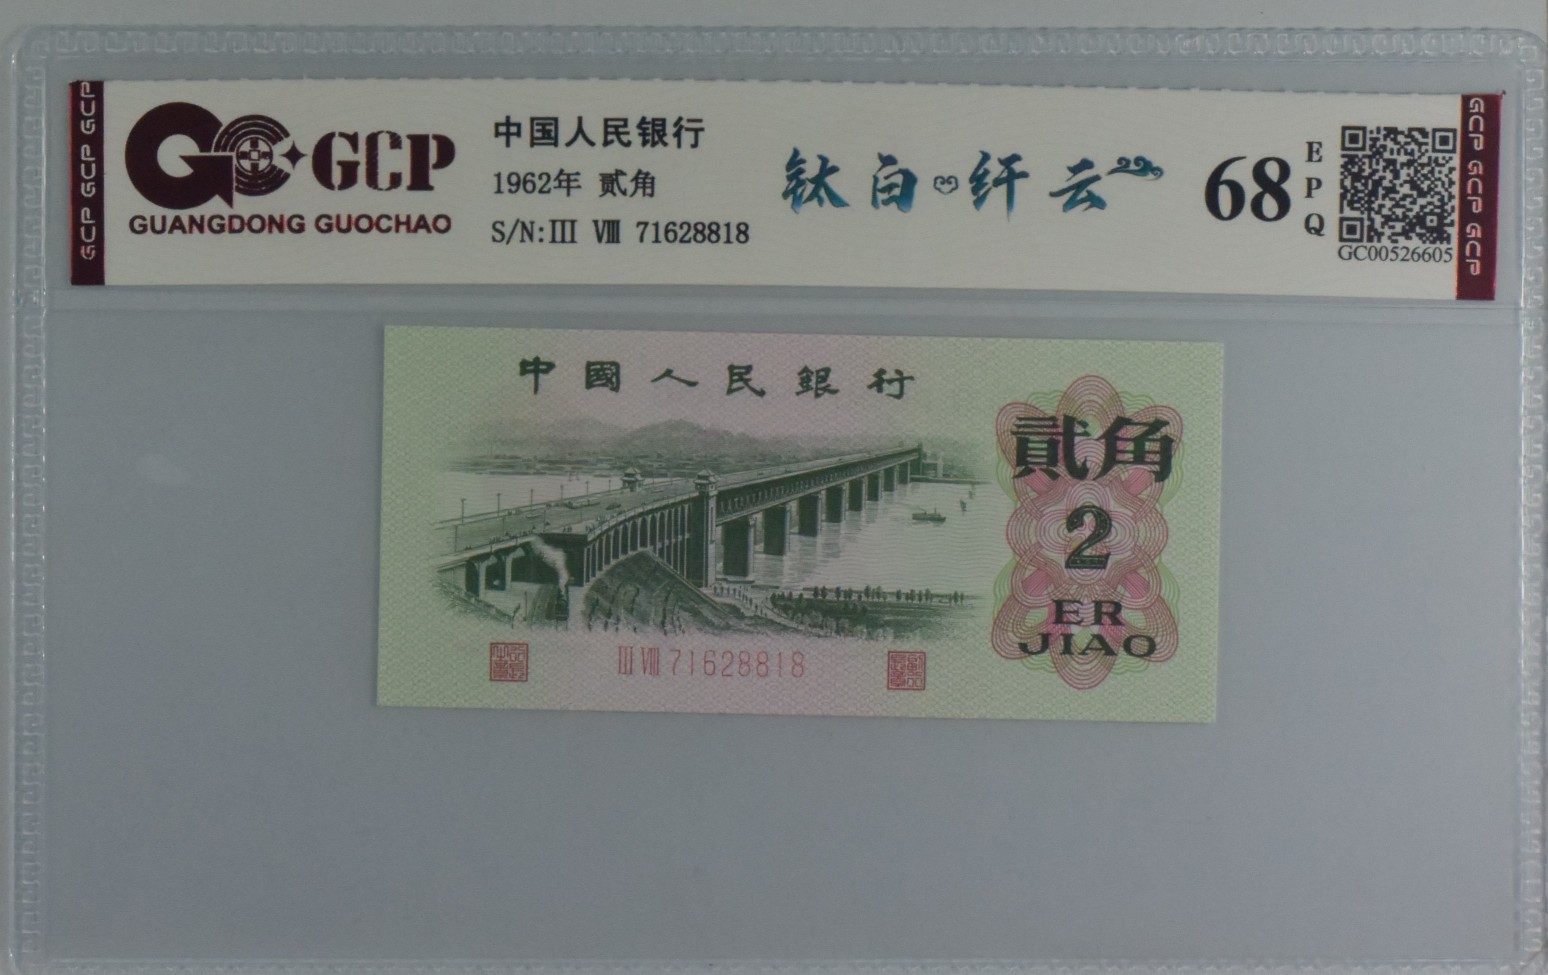 GCP
GUANGDONG GUOCHAO
中国人民银行
1962年 贰角
S/N:III VIII 71628818
钛白 纤云
68
EPQ
GC00526605
GCP GCP GCP
GCP GCP GCP
中國人民銀行
貳角
2
ER
JIAO
III VIII 71628818